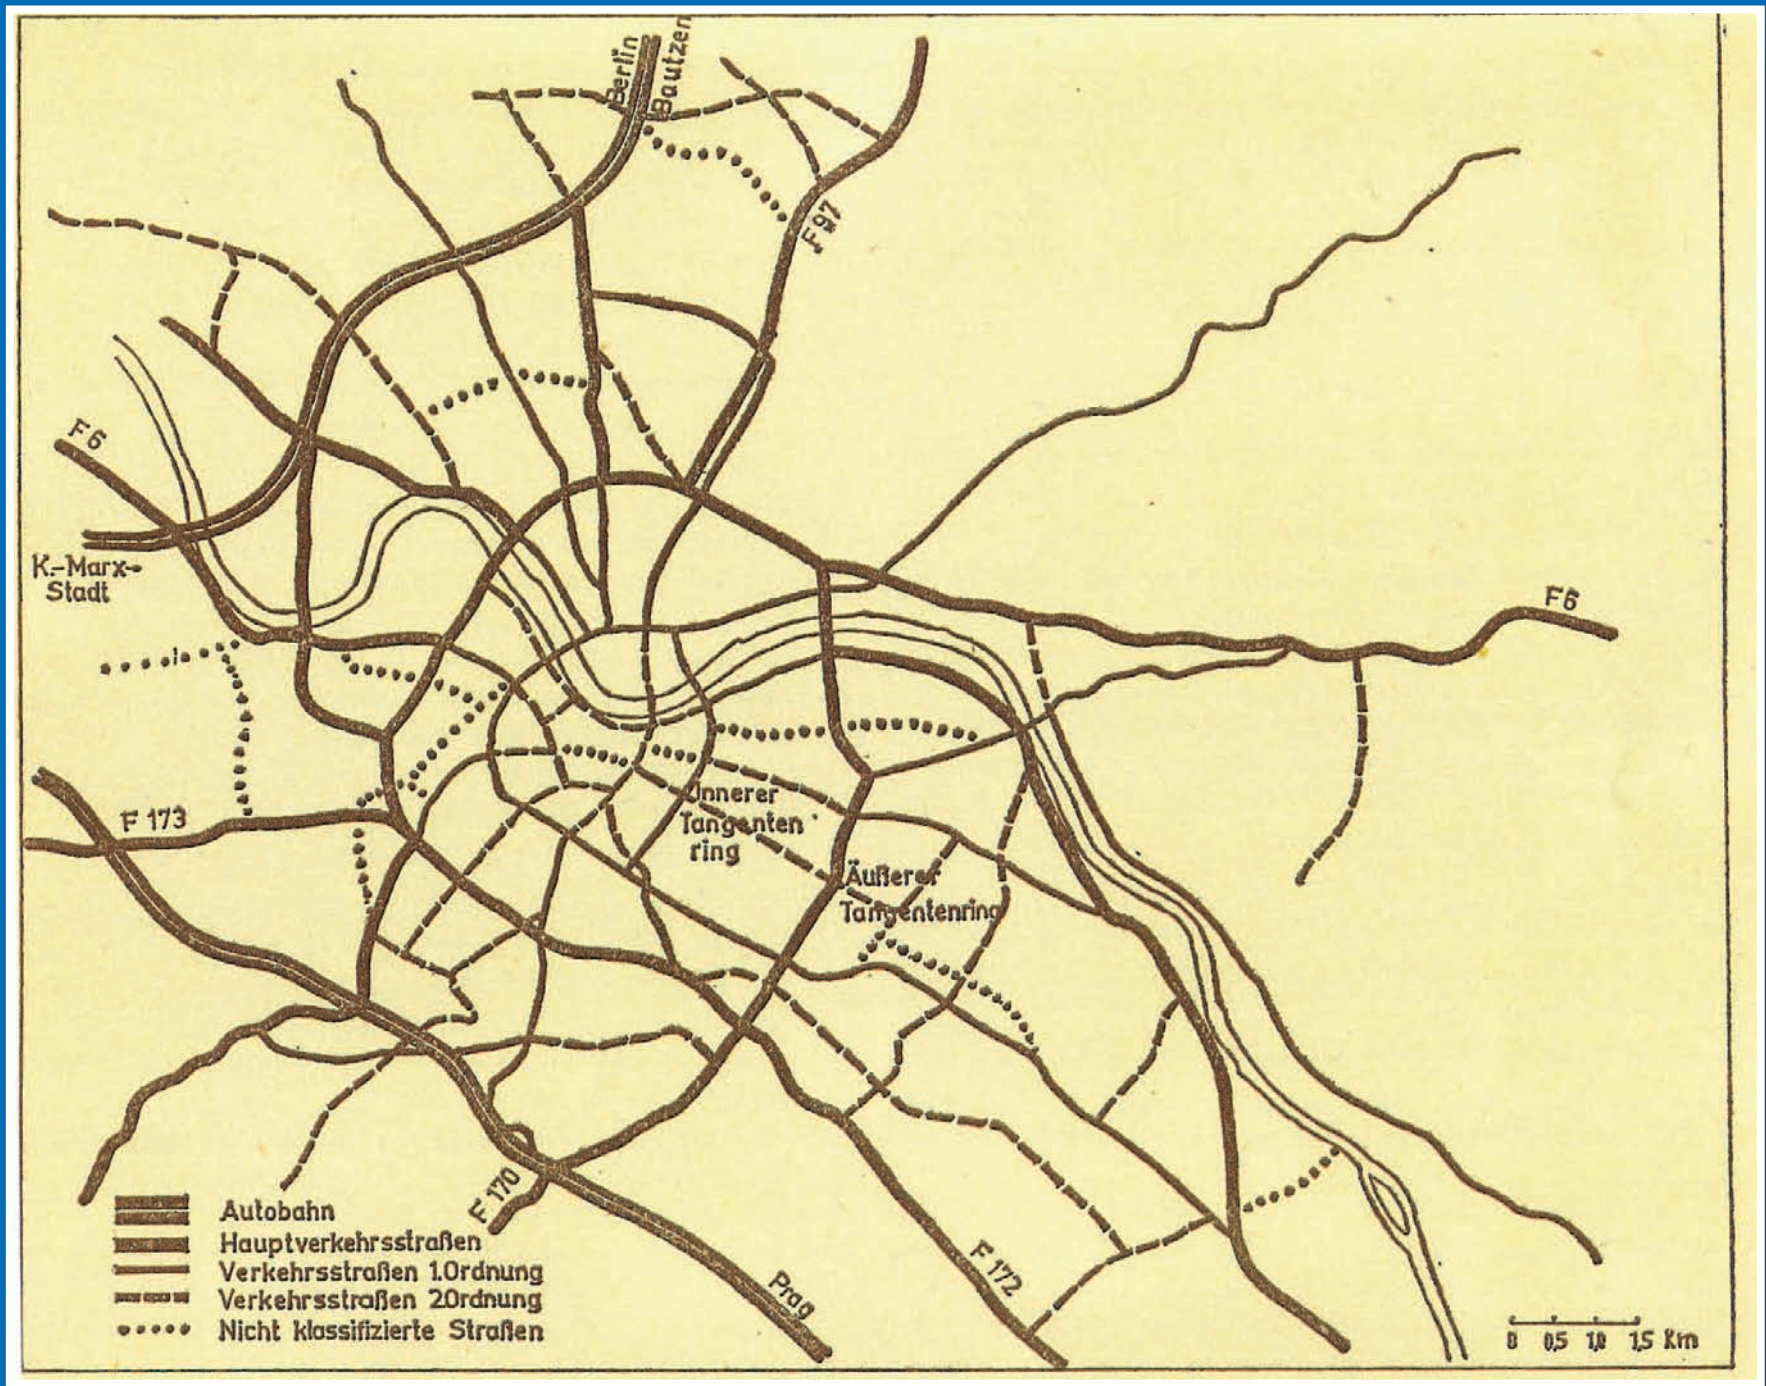 Berlin
Bautzen
F 97
F 6
K.-Marx-
Stadt
F6
F 173
Innerer
Tangenten
ring
Äußerer
Tangentenring
F 170
F 172
Prag
Autobahn
Hauptverkehrsstraßen
Verkehrsstraßen 1.Ordnung
Verkehrsstraßen 2.Ordnung
Nicht klassifizierte Straßen
0 0,5 1,0 1,5 Km